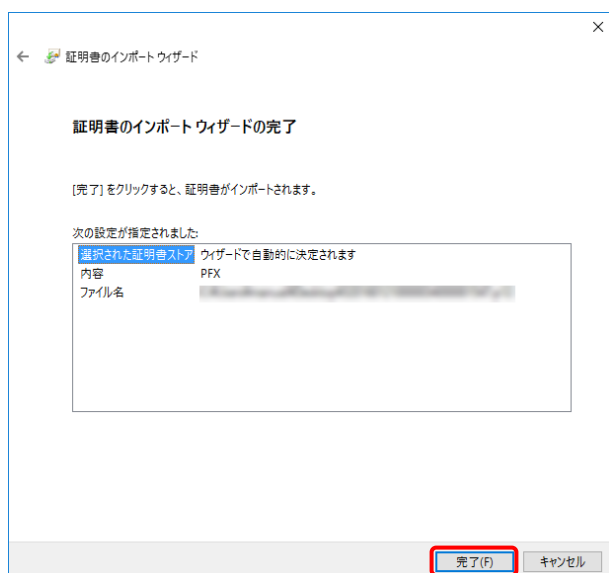 証明書のインポート ウィザード
証明書のインポート ウィザードの完了
[完了] をクリックすると、証明書がインポートされます。
次の設定が指定されました:
選択された証明書ストア ウィザードで自動的に決定されます
内容 PFX
ファイル名
完了(F) キャンセル